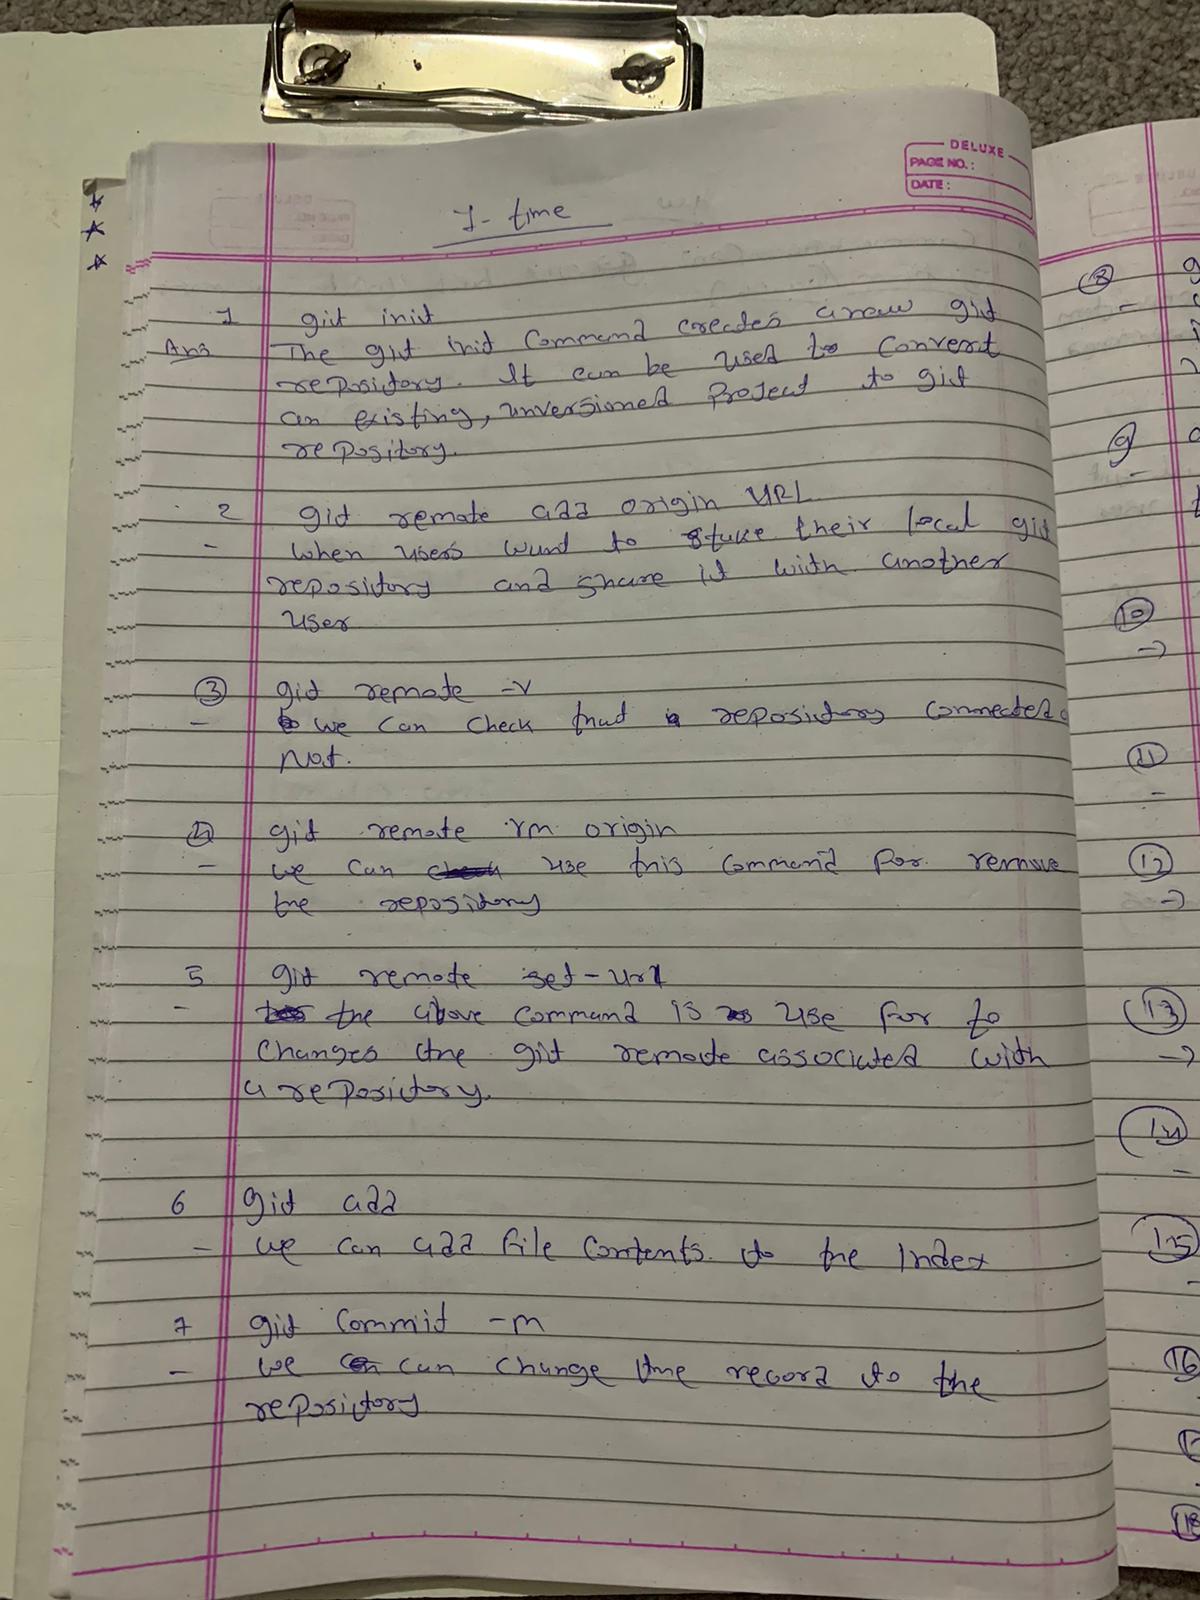 DELUXE
PAGE NO. :
DATE :
1-time
1 git init
Ans The git init Command creates a new git
repository. It can be used to convert
an existing, unversioned project to git
repository.
2 git remote add origin URL
- when users want to their local git
repository and share it with another
user
③ git remote -v
- we can check that repository connected
not.
④ git remote rm origin
- we can use this command for remove
the repository
5 git remote set-url
- the above command is use for to
changes the git remote associated with
a repository.
6 git add
- we can add file contents to the Index
7 git commit -m
- we can change the record to the
repository
⑧
⑨
⑩
→
⑪
-
⑫
→
⑬
→
⑭
-
⑮
⑯
⑱